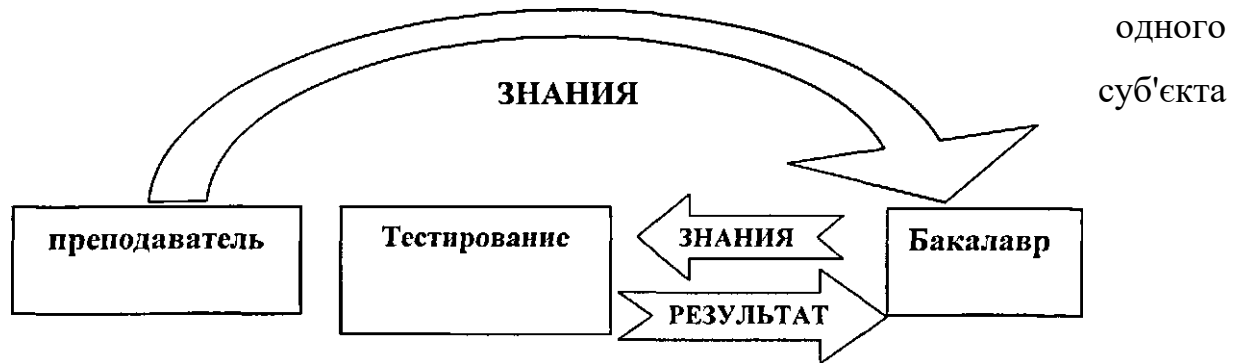 одного
суб'єкта
ЗНАНИЯ
преподаватель
Тестирование
ЗНАНИЯ
Бакалавр
РЕЗУЛЬТАТ